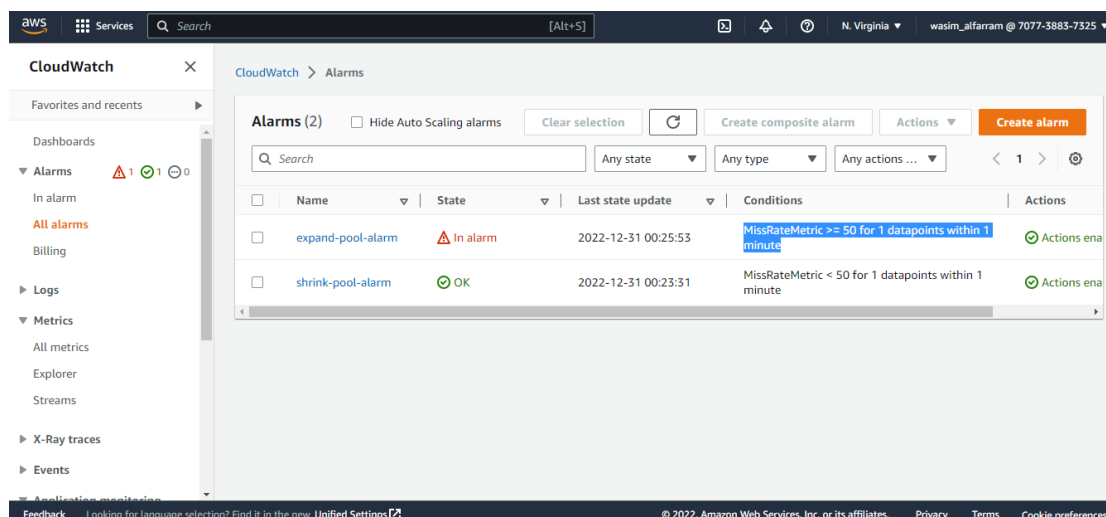 aws Services Search [Alt+S] N. Virginia wasim_alfarram @ 7077-3883-7325
CloudWatch
Favorites and recents
Dashboards
Alarms 1 1 0
In alarm
All alarms
Billing
Logs
Metrics
All metrics
Explorer
Streams
X-Ray traces
Events
Application monitoring
CloudWatch > Alarms
Alarms (2) Hide Auto Scaling alarms Clear selection Create composite alarm Actions Create alarm
Search Any state Any type Any actions ... 1
Name State Last state update Conditions Actions
expand-pool-alarm In alarm 2022-12-31 00:25:53 MissRateMetric >= 50 for 1 datapoints within 1
minute Actions ena
shrink-pool-alarm OK 2022-12-31 00:23:31 MissRateMetric < 50 for 1 datapoints within 1
minute Actions ena
Feedback Looking for language selection? Find it in the new Unified Settings © 2022, Amazon Web Services, Inc. or its affiliates. Privacy Terms Cookie preferences